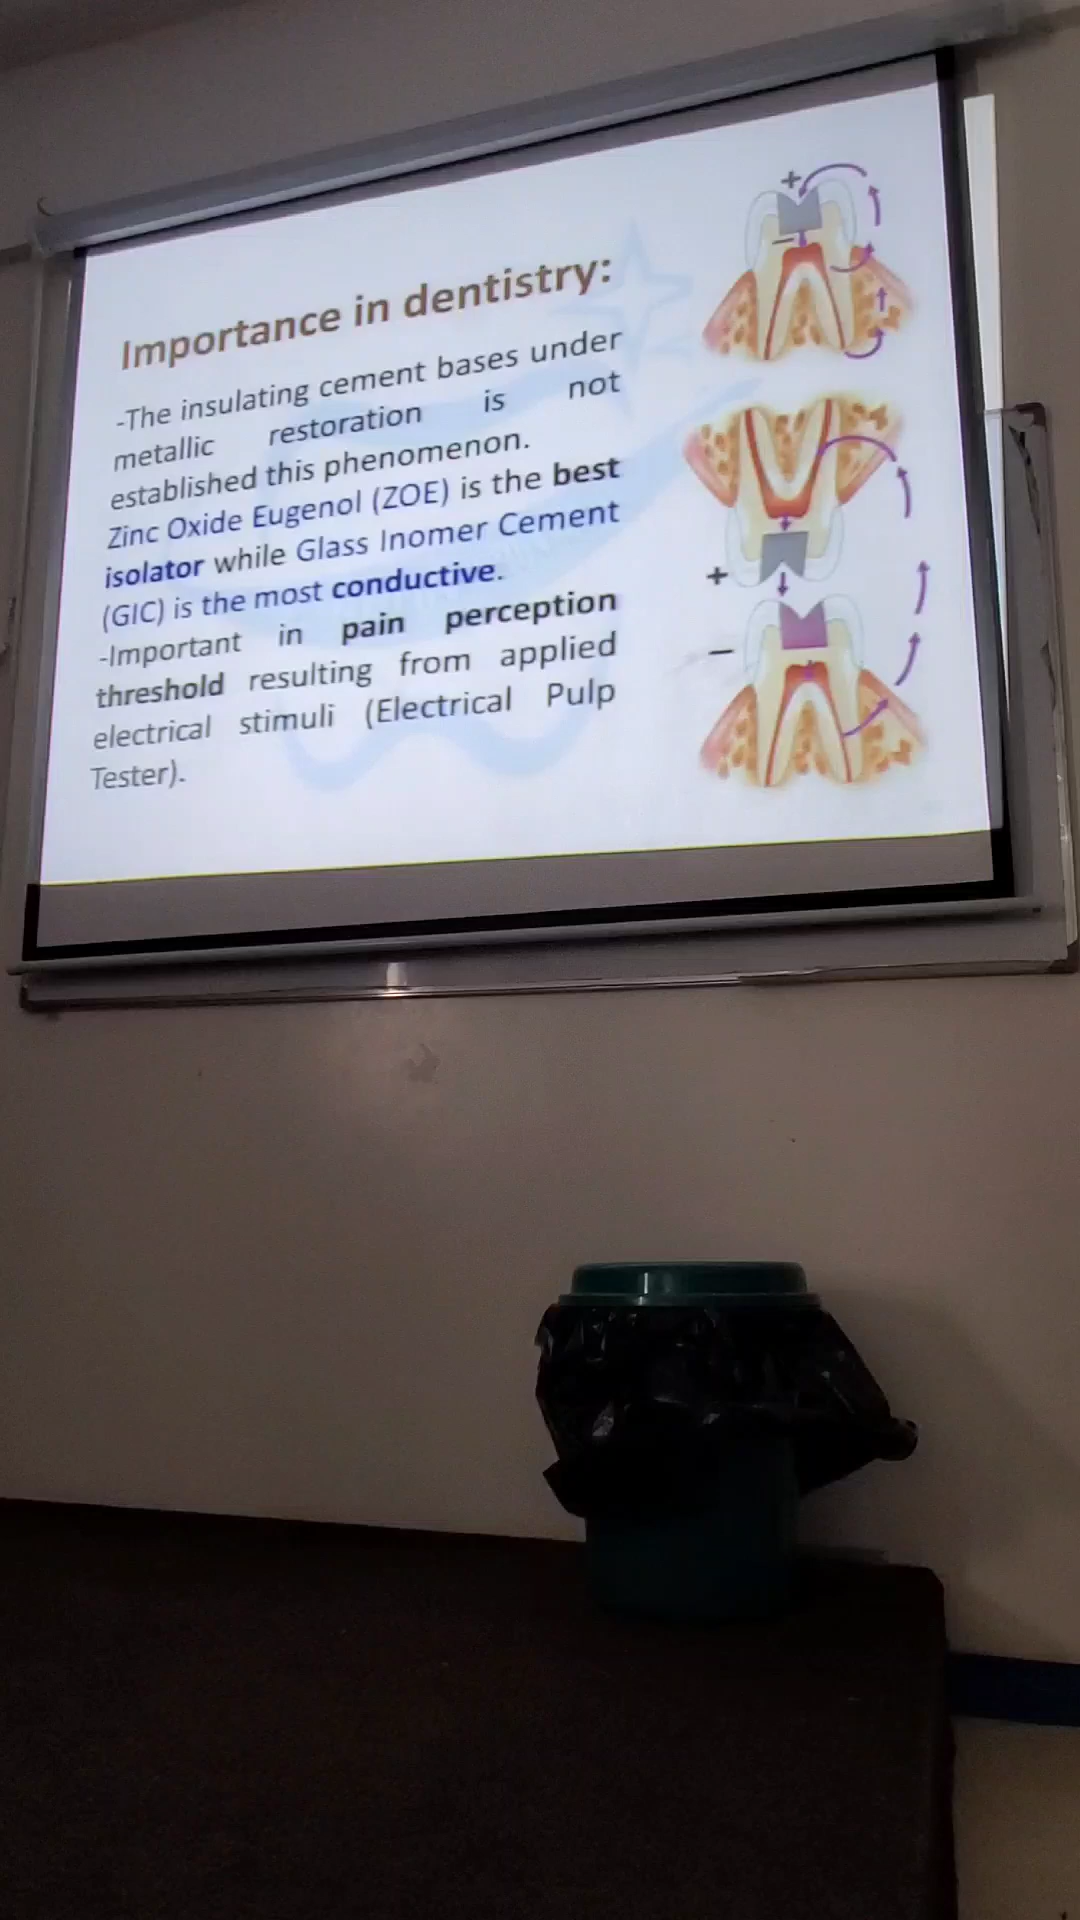 Importance in dentistry:
-The insulating cement bases under
metallic restoration is not
established this phenomenon.
Zinc Oxide Eugenol (ZOE) is the best
isolator while Glass Inomer Cement
(GIC) is the most conductive.
-Important in pain perception
threshold resulting from applied
electrical stimuli (Electrical Pulp
Tester).
+
−
+
−